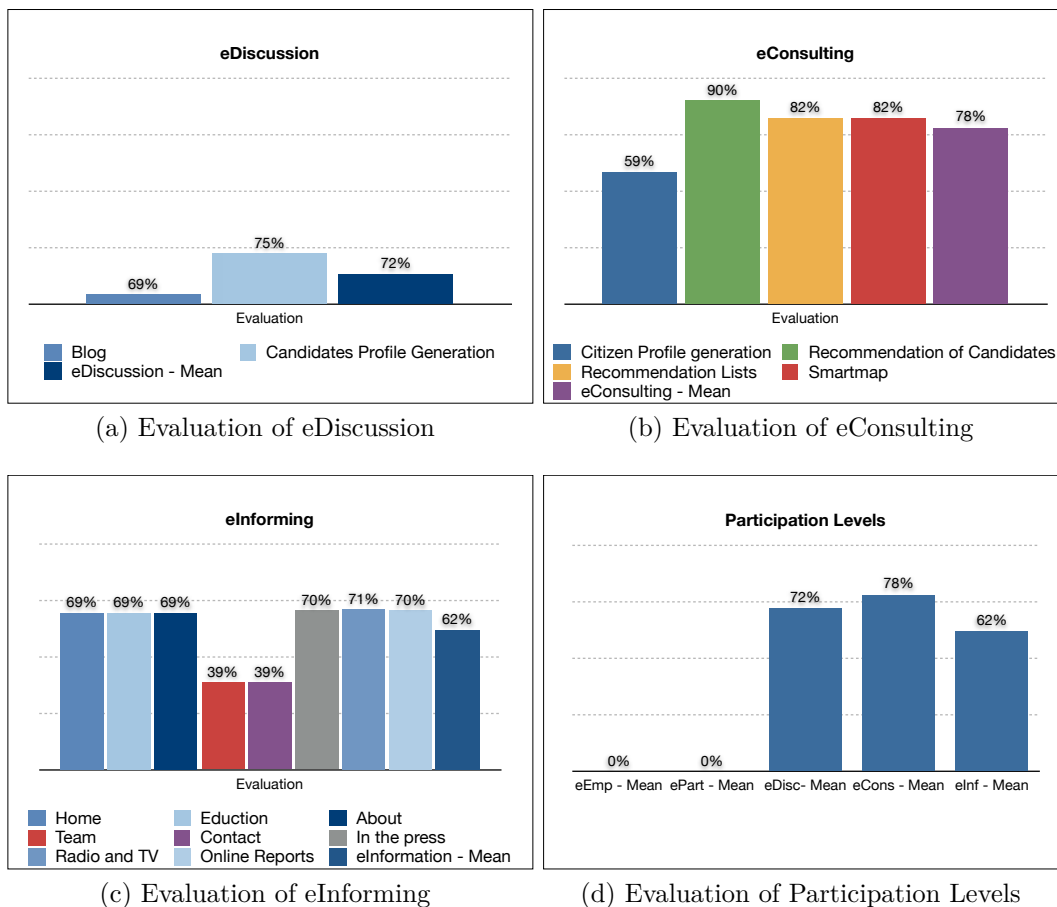 eDiscussion
69%
75%
72%
Evaluation
Blog Candidates Profile Generation
eDiscussion - Mean
(a) Evaluation of eDiscussion
eConsulting
59%
90%
82%
82%
78%
Evaluation
Citizen Profile generation Recommendation of Candidates
Recommendation Lists Smartmap
eConsulting - Mean
(b) Evaluation of eConsulting
eInforming
69% 69% 69% 39% 39% 70% 71% 70% 62%
Evaluation
Home Eduction About
Team Contact In the press
Radio and TV Online Reports eInformation - Mean
(c) Evaluation of eInforming
Participation Levels
0% 0% 72% 78% 62%
eEmp - Mean ePart - Mean eDisc- Mean eCons - Mean eInf - Mean
(d) Evaluation of Participation Levels